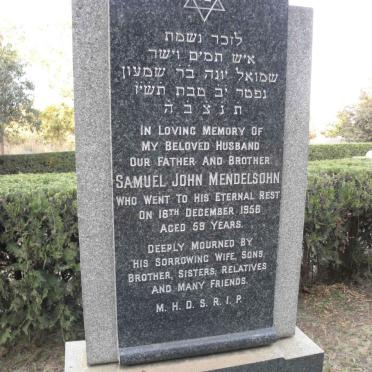 לזכר נשמת
איש תמים וישר
שמואל יונה בר שמעון
נפטר יב טבת תשי"ז
ת נ צ ב ה
IN LOVING MEMORY OF
MY BELOVED HUSBAND
OUR FATHER AND BROTHER
SAMUEL JOHN MENDELSOHN
WHO WENT TO HIS ETERNAL REST
ON 16TH DECEMBER 1956
AGED 59 YEARS.
DEEPLY MOURNED BY
HIS SORROWING WIFE, SONS,
BROTHER, SISTERS, RELATIVES
AND MANY FRIENDS.
M. H. D. S. R. I. P.